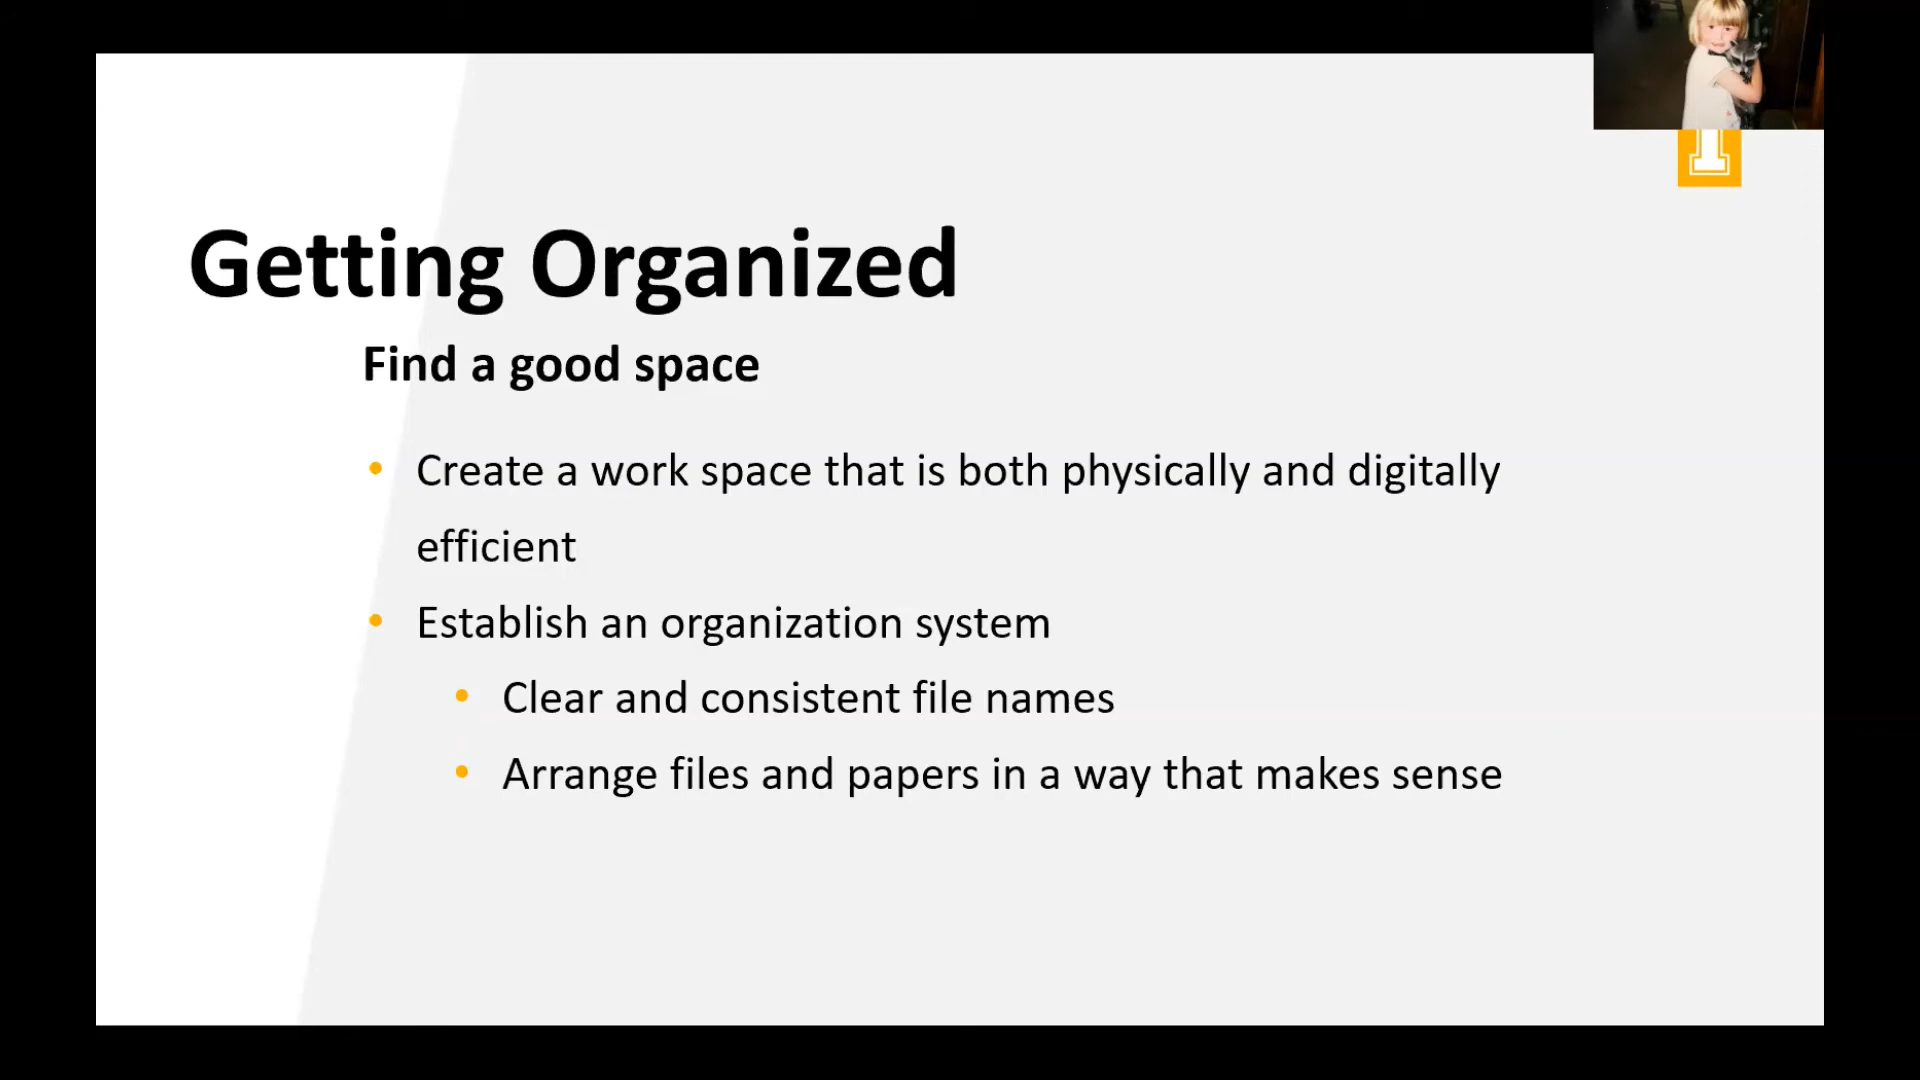 Getting Organized
Find a good space
• Create a work space that is both physically and digitally
efficient
• Establish an organization system
• Clear and consistent file names
• Arrange files and papers in a way that makes sense